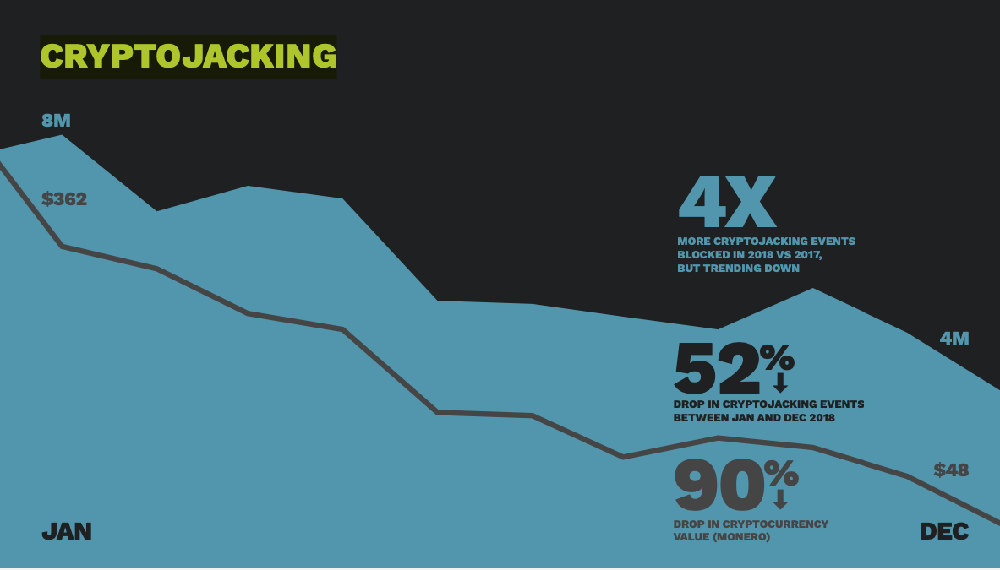 CRYPTOJACKING
8M
$362
4X
MORE CRYPTOJACKING EVENTS
BLOCKED IN 2018 VS 2017,
BUT TRENDING DOWN
4M
52%
DROP IN CRYPTOJACKING EVENTS
BETWEEN JAN AND DEC 2018
90%
$48
DROP IN CRYPTOCURRENCY
VALUE (MONERO)
JAN
DEC